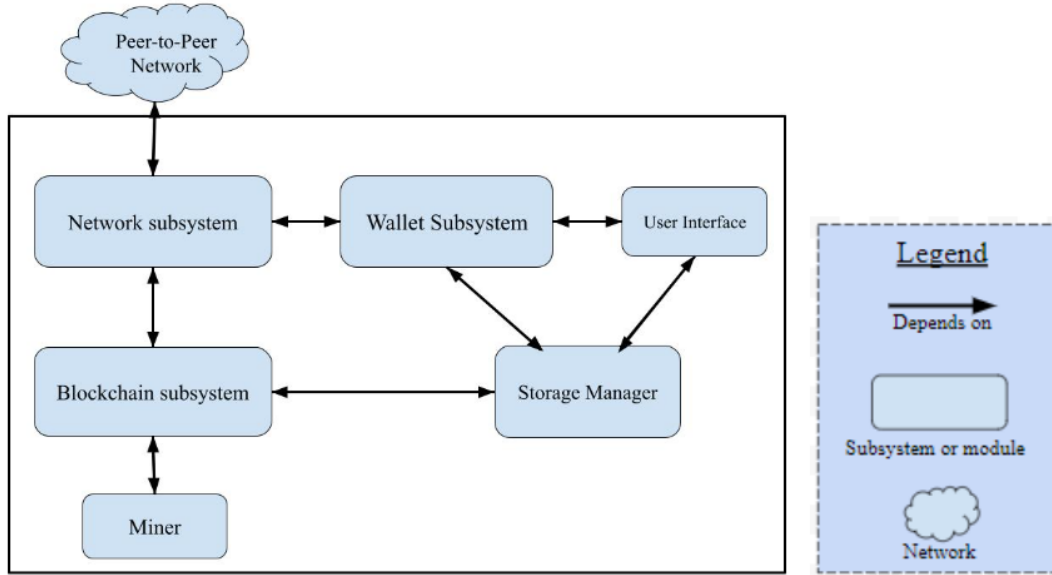 Peer-to-Peer
Network
Network subsystem
Wallet Subsystem
User Interface
Blockchain subsystem
Storage Manager
Miner
Legend
Depends on
Subsystem or module
Network